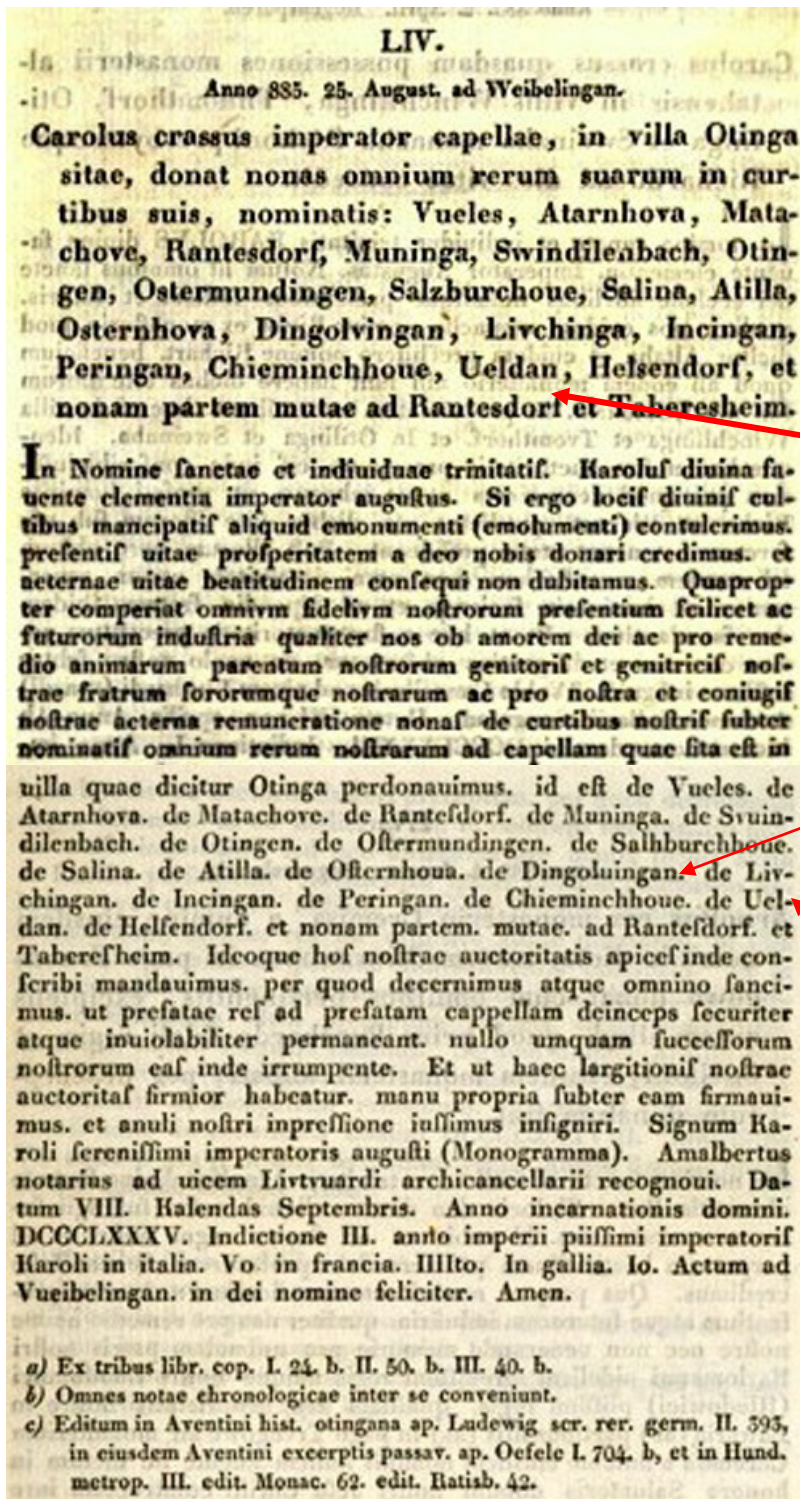 LIV.
Anno 885. 25. August. ad Weibelingan.
Carolus crassus imperator capellae, in villa Otinga
sitae, donat nonas omnium rerum suarum in cur-
tibus suis, nominatis: Vueles, Atarnhova, Mata-
chove, Rantesdorf, Muninga, Swindilenbach, Otin-
gen, Ostermundingen, Salzburchoue, Salina, Atilla,
Osternhova, Dingolvingan, Livchinga, Incingan,
Peringan, Chieminchhoue, Ueldan, Helsendorf, et
nonam partem mutae ad Rantesdorf et Taberesheim.
In Nomine ſanctae et indiuiduae trinitatiſ. Karoluſ diuina fa-
uente clementia imperator auguſtus. Si ergo lociſ diuiniſ cul-
tibus mancipatiſ aliquid emonumenti (emolumenti) contulerimus.
preſentiſ uitae proſperitatem a deo nobis donari credimus. et
aeternae uitae beatitudinem conſequi non dubitamus. Quaprop-
ter comperiat omnivm fidelivm noſtrorum preſentium ſcilicet ac
futurorum induſtria qualiter nos ob amorem dei ac pro reme-
dio animarum parentum noſtrorum genitoriſ et genitriciſ noſ-
trae fratrum ſororumque noſtrarum ac pro noſtra et coniugiſ
noſtrae aeterna remuneratione nonaſ de curtibus noſtriſ ſubter
nominatiſ omnium rerum noſtrarum ad capellam quae ſita eſt in
uilla quae dicitur Otinga perdonauimus. id eſt de Vueles. de
Atarnhova. de Matachove. de Ranteſdorf. de Muninga. de Suuin-
dilenbach. de Otingen. de Oſtermundingen. de Salhburchhoue.
de Salina. de Atilla. de Oſternhoua. de Dingoluingan. de Liv-
chingan. de Incingan. de Peringan. de Chieminchhoue. de Uel-
dan. de Helſendorf. et nonam partem. mutae. ad Ranteſdorf. et
Tabereſheim. Ideoque hoſ noſtrae auctoritatis apiceſ inde con-
ſcribi mandauimus. per quod decernimus atque omnino ſanci-
mus. ut prefatae reſ ad prefatam cappellam deinceps ſecuriter
atque inuiolabiliter permaneant. nullo umquam ſucceſſorum
noſtrorum eaſ inde irrumpente. Et ut haec largitioniſ noſtrae
auctoritaſ firmior habeatur. manu propria ſubter eam firmaui-
mus. et anuli noſtri inpreſſione iuſſimus inſigniri. Signum Ka-
roli ſereniſſimi imperatoris auguſti (Monogramma). Amalbertus
notarius ad uicem Livtvuardi archicancellarii recognoui. Da-
tum VIII. Kalendas Septembris. Anno incarnationis domini.
DCCCLXXXV. Indictione III. anno imperii piiſſimi imperatoriſ
Karoli in italia. Vo in francia. IIIIto. In gallia. Io. Actum ad
Vueibelingan. in dei nomine feliciter. Amen.
a) Ex tribus libr. cop. I. 24. b. II. 50. b. III. 40. b.
b) Omnes notae chronologicae inter se conveniunt.
c) Editum in Aventini hist. otingana ap. Ludewig scr. rer. germ. II. 393,
in eiusdem Aventini excerptis passav. ap. Oefele I. 704. b, et in Hund.
metrop. III. edit. Monac. 62. edit. Ratisb. 42.